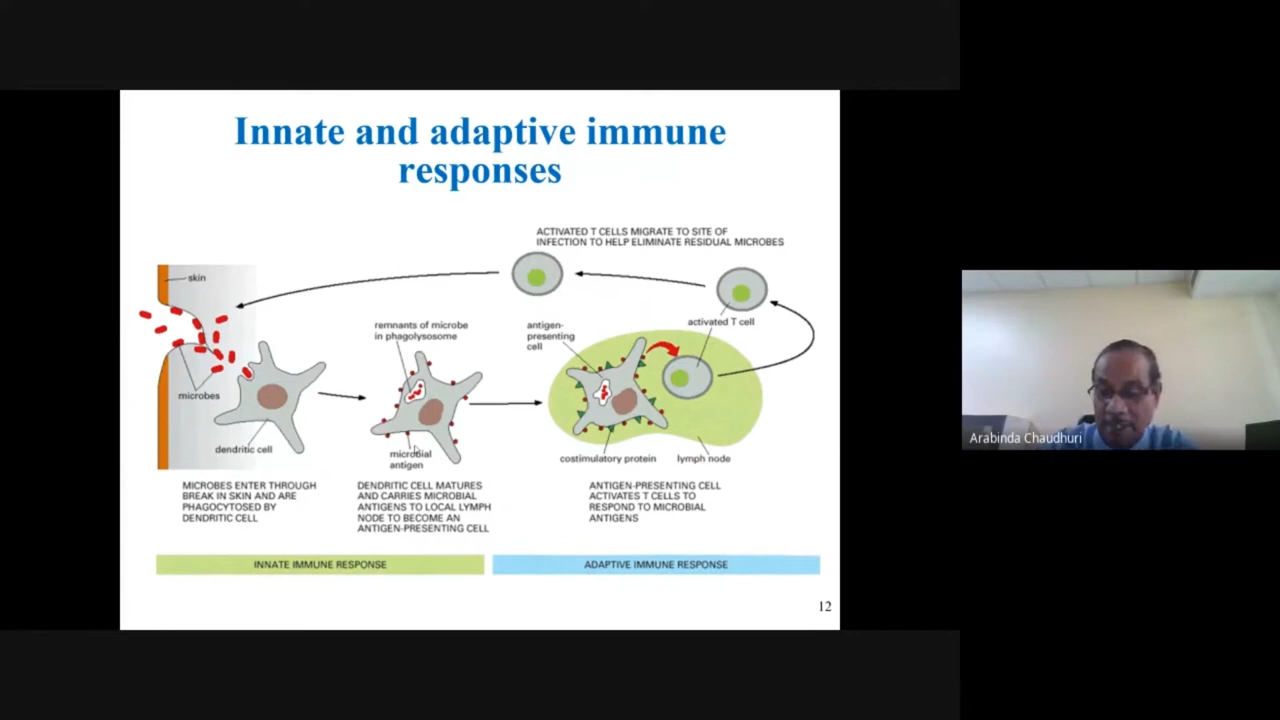 Innate and adaptive immune
responses
ACTIVATED T CELLS MIGRATE TO SITE OF
INFECTION TO HELP ELIMINATE RESIDUAL MICROBES
skin
remnants of microbe
in phagolysosome
antigen-
presenting
cell
activated T cell
microbes
dendritic cell
microbial
antigen
costimulatory protein
lymph node
MICROBES ENTER THROUGH
BREAK IN SKIN AND ARE
PHAGOCYTOSED BY
DENDRITIC CELL
DENDRITIC CELL MATURES
AND CARRIES MICROBIAL
ANTIGENS TO LOCAL LYMPH
NODE TO BECOME AN
ANTIGEN-PRESENTING CELL
ANTIGEN-PRESENTING CELL
ACTIVATES T CELLS TO
RESPOND TO MICROBIAL
ANTIGENS
INNATE IMMUNE RESPONSE
ADAPTIVE IMMUNE RESPONSE
12
Arabinda Chaudhuri